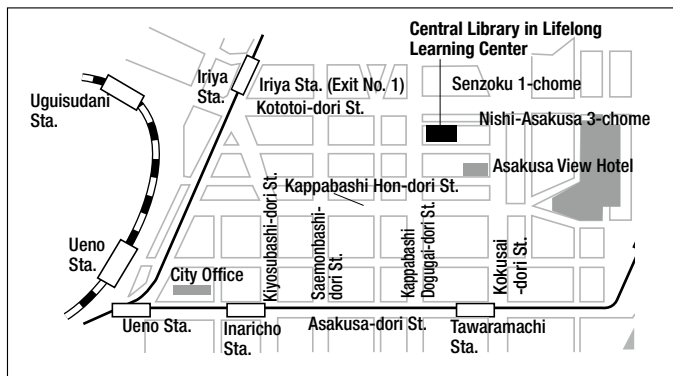 Central Library in Lifelong
Learning Center
Iriya
Sta.
Iriya Sta. (Exit No. 1)
Senzoku 1-chome
Uguisudani
Sta.
Kototoi-dori St.
Nishi-Asakusa 3-chome
Asakusa View Hotel
Kappabashi Hon-dori St.
Kiyosubashi-dori St.
Saemonbashi-
dori St.
Kappabashi
Dogugai-dori St.
Kokusai
-dori St.
Ueno
Sta.
City Office
Ueno Sta.
Inaricho
Sta.
Asakusa-dori St.
Tawaramachi
Sta.